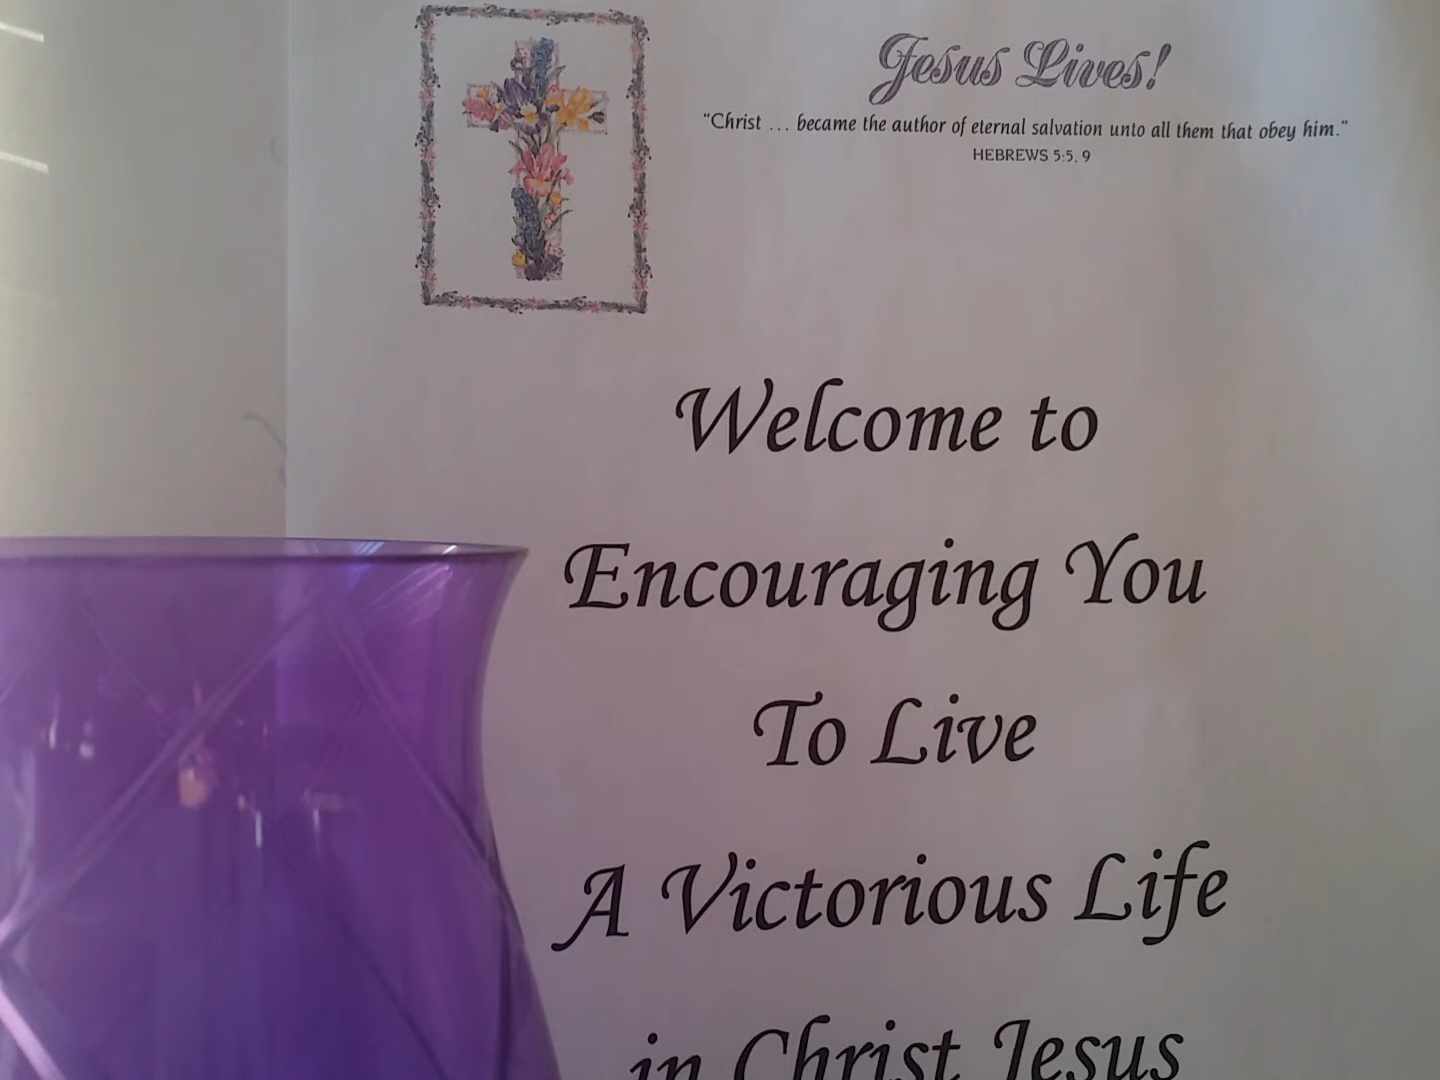 Jesus Lives!
"Christ ... became the author of eternal salvation unto all them that obey him."
HEBREWS 5:5, 9
Welcome to
Encouraging You
To Live
A Victorious Life
in Christ Jesus